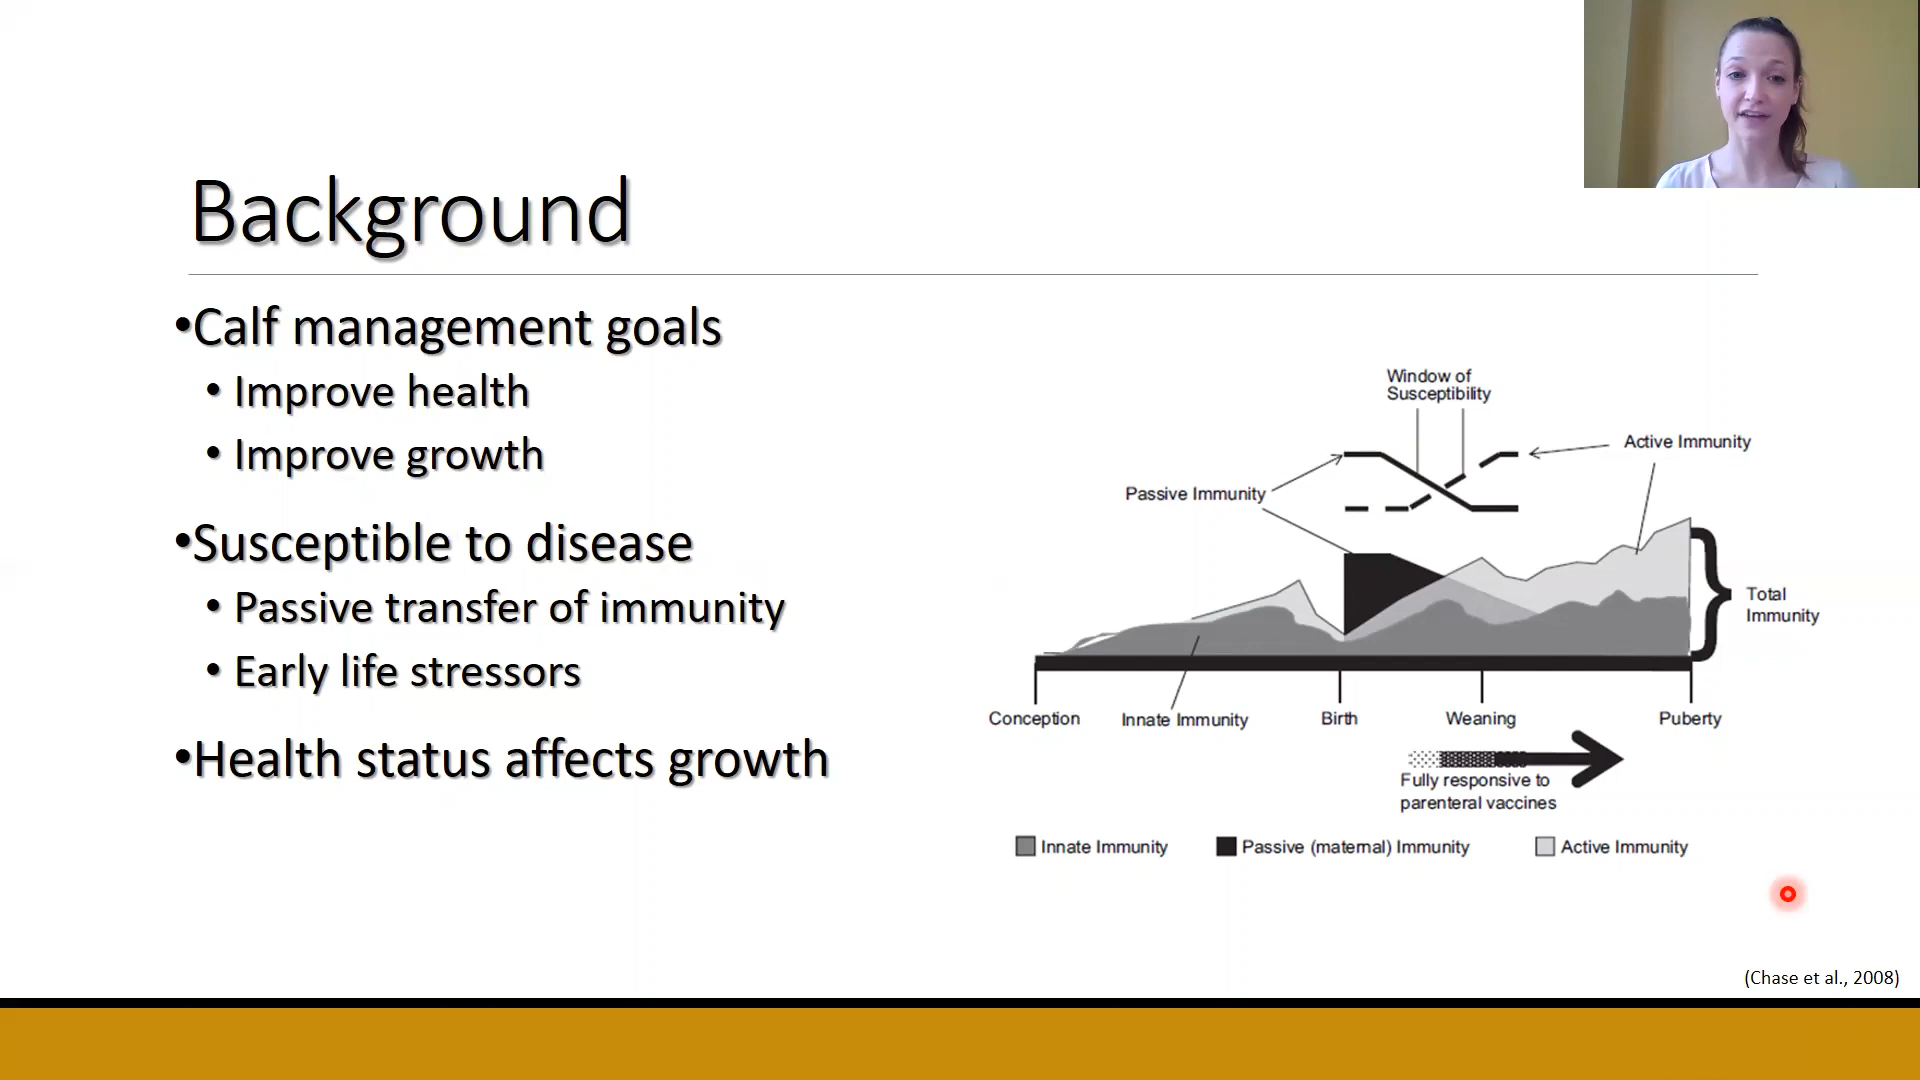 Background
•Calf management goals
• Improve health
• Improve growth
•Susceptible to disease
• Passive transfer of immunity
• Early life stressors
•Health status affects growth
Window of
Susceptibility
Active Immunity
Passive Immunity
Total
Immunity
Conception
Innate Immunity
Birth
Weaning
Puberty
Fully responsive to
parenteral vaccines
Innate Immunity
Passive (maternal) Immunity
Active Immunity
(Chase et al., 2008)